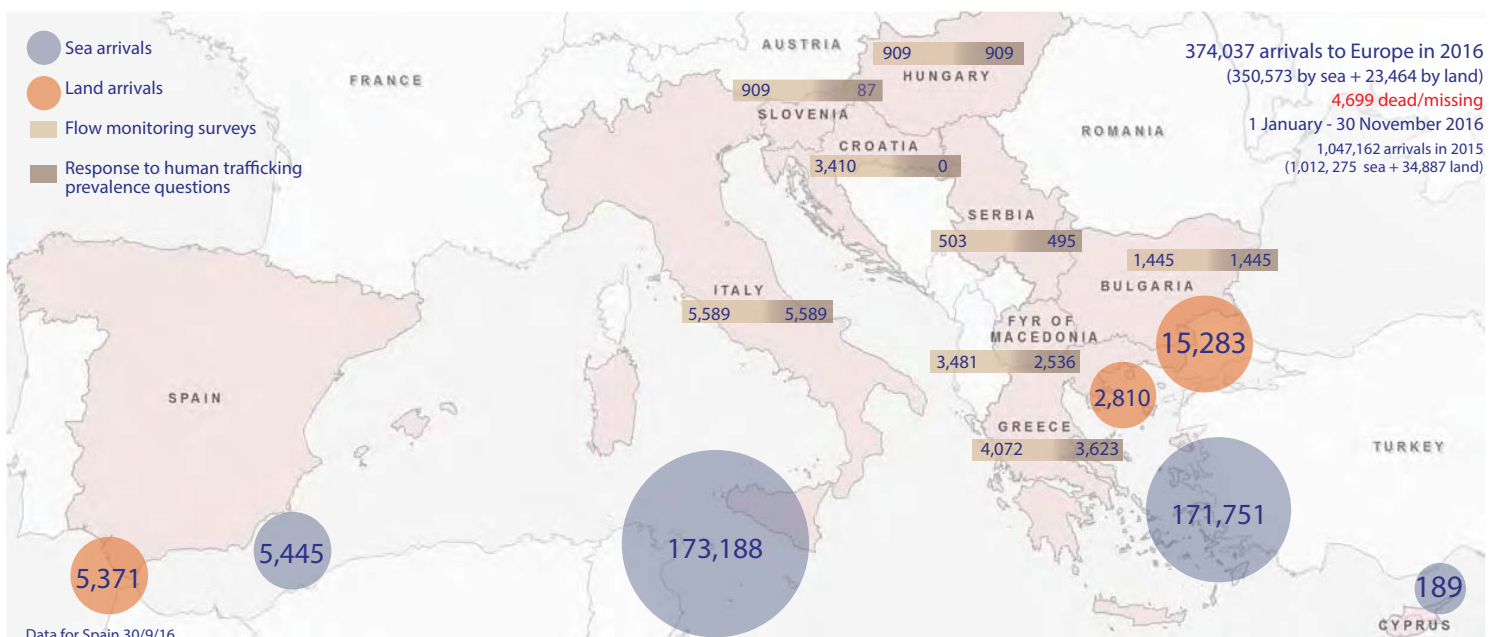 Sea arrivals
Land arrivals
Flow monitoring surveys
Response to human trafficking
prevalence questions
374,037 arrivals to Europe in 2016
(350,573 by sea + 23,464 by land)
4,699 dead/missing
1 January - 30 November 2016
1,047,162 arrivals in 2015
(1,012, 275 sea + 34,887 land)
AUSTRIA
FRANCE
909 909
HUNGARY
909 87
SLOVENIA
ROMANIA
CROATIA
3,410 0
SERBIA
503 495
1,445 1,445
BULGARIA
ITALY
5,589 5,589
FYR OF
MACEDONIA
3,481 2,536
15,283
2,810
SPAIN
GREECE
4,072 3,623
TURKEY
171,751
173,188
5,445
5,371
189
CYPRUS
Data for Spain 30/9/16